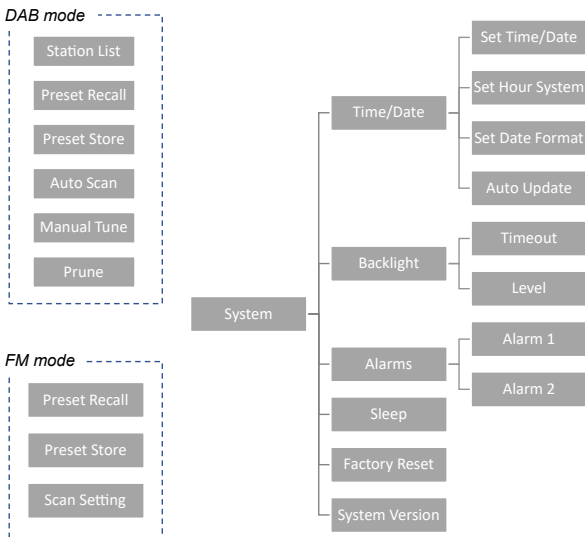 DAB mode
Station List
Preset Recall
Preset Store
Auto Scan
Manual Tune
Prune
FM mode
Preset Recall
Preset Store
Scan Setting
System
Time/Date
Set Time/Date
Set Hour System
Set Date Format
Auto Update
Backlight
Timeout
Level
Alarms
Alarm 1
Alarm 2
Sleep
Factory Reset
System Version